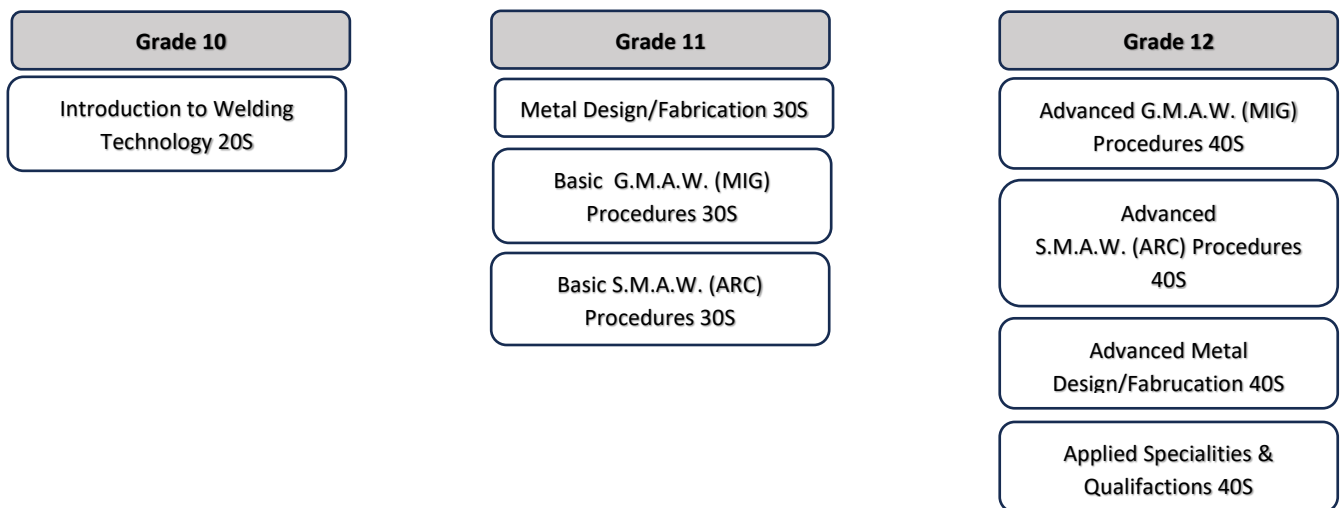 Grade 10
Introduction to Welding
Technology 20S
Grade 11
Metal Design/Fabrication 30S
Basic G.M.A.W. (MIG)
Procedures 30S
Basic S.M.A.W. (ARC)
Procedures 30S
Grade 12
Advanced G.M.A.W. (MIG)
Procedures 40S
Advanced
S.M.A.W. (ARC) Procedures
40S
Advanced Metal
Design/Fabrucation 40S
Applied Specialities &
Qualifactions 40S